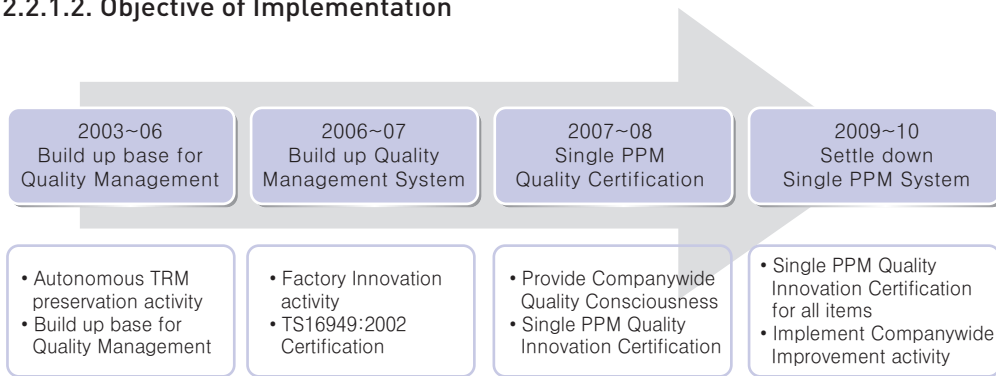 2.2.1.2. Objective of Implementation
2003~06
Build up base for
Quality Management
2006~07
Build up Quality
Management System
2007~08
Single PPM
Quality Certification
2009~10
Settle down
Single PPM System
• Autonomous TRM
preservation activity
• Build up base for
Quality Management
• Factory Innovation
activity
• TS16949:2002
Certification
• Provide Companywide
Quality Consciousness
• Single PPM Quality
Innovation Certification
• Single PPM Quality
Innovation Certification
for all items
• Implement Companywide
Improvement activity